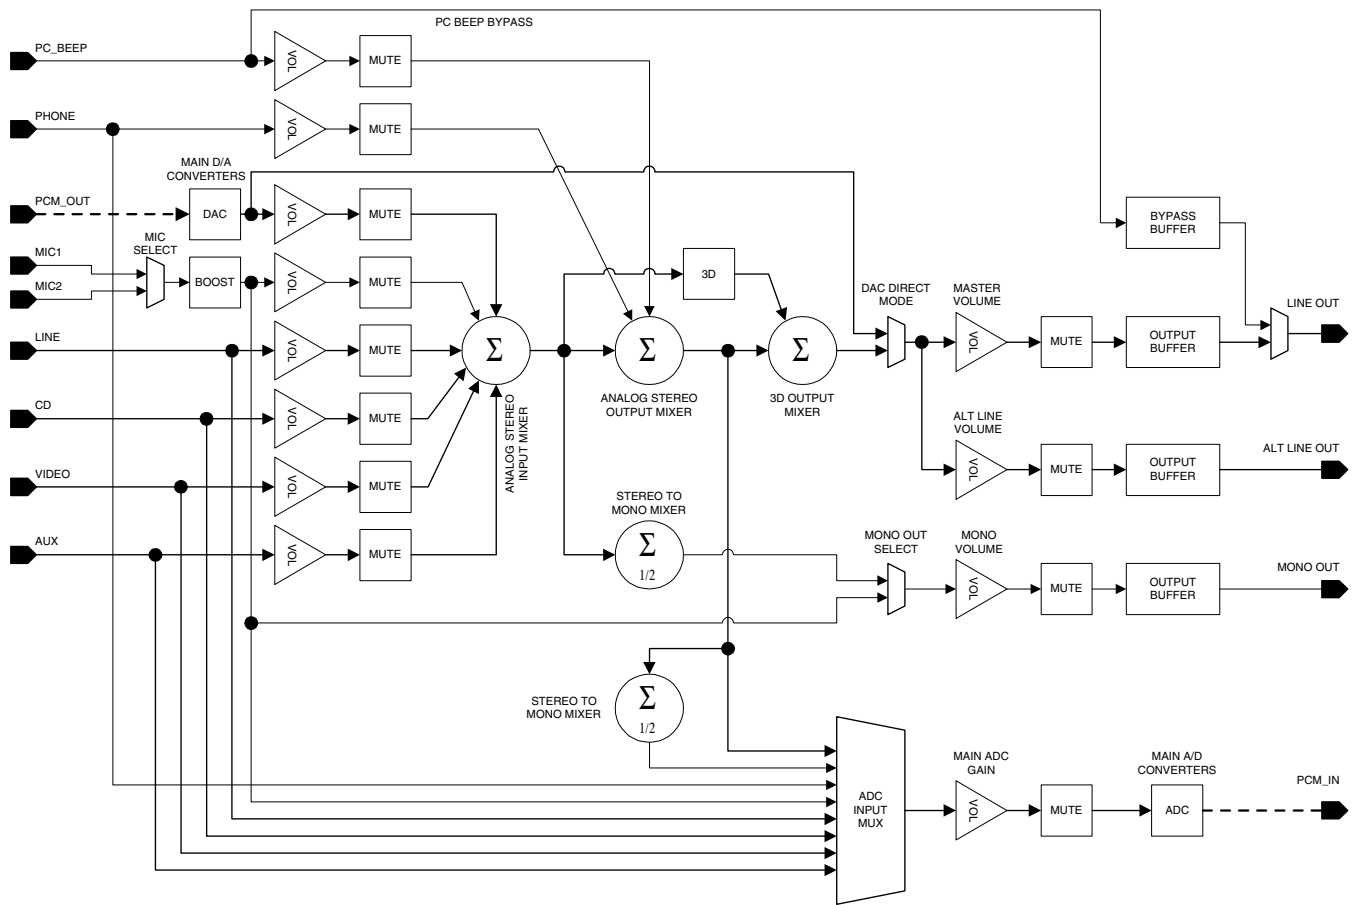 PC BEEP BYPASS
PC_BEEP
VOL
MUTE
PHONE
VOL
MUTE
MAIN D/A
CONVERTERS
PCM_OUT
DAC
VOL
MUTE
BYPASS
BUFFER
MIC
SELECT
MIC1
MIC2
BOOST
VOL
MUTE
3D
DAC DIRECT
MODE
MASTER
VOLUME
LINE OUT
LINE
VOL
MUTE
Σ
ANALOG STEREO
INPUT MIXER
Σ
ANALOG STEREO
OUTPUT MIXER
Σ
3D OUTPUT
MIXER
VOL
MUTE
OUTPUT
BUFFER
CD
VOL
MUTE
ALT LINE
VOLUME
ALT LINE OUT
VOL
MUTE
OUTPUT
BUFFER
VIDEO
VOL
MUTE
STEREO TO
MONO MIXER
Σ
1/2
AUX
VOL
MUTE
MONO OUT
SELECT
MONO
VOLUME
MONO OUT
VOL
MUTE
OUTPUT
BUFFER
STEREO TO
MONO MIXER
Σ
1/2
ADC
INPUT
MUX
MAIN ADC
GAIN
VOL
MUTE
MAIN A/D
CONVERTERS
ADC
PCM_IN